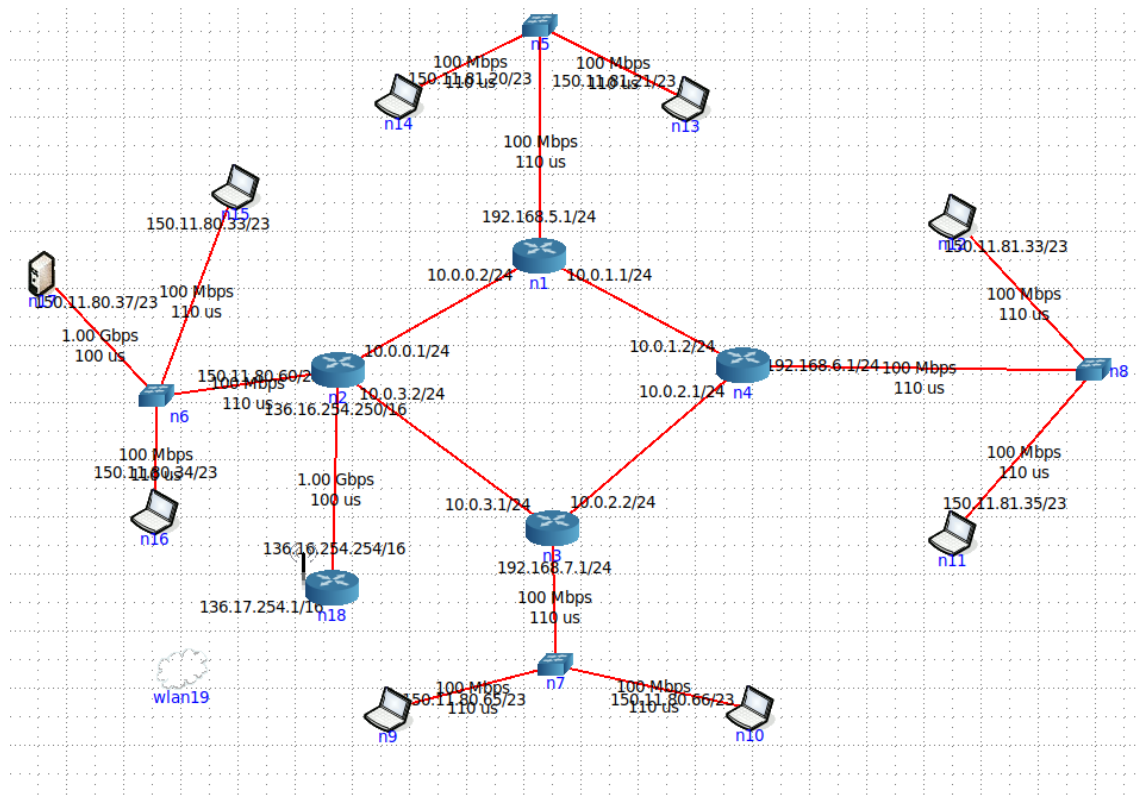 n5
100 Mbps
110 us
150.11.81.20/23
n14
100 Mbps
110 us
150.11.81.21/23
n13
100 Mbps
110 us
192.168.5.1/24
n15
150.11.80.33/23
n12
150.11.81.33/23
n1
10.0.0.2/24
10.0.1.1/24
n17
150.11.80.37/23
100 Mbps
110 us
100 Mbps
110 us
1.00 Gbps
100 us
10.0.0.1/24
10.0.1.2/24
192.168.6.1/24
100 Mbps
110 us
n8
n4
150.11.80.60/2
100 Mbps
110 us
n2
10.0.3.2/24
10.0.2.1/24
n6
136.16.254.250/16
100 Mbps
110 us
150.11.80.34/23
100 Mbps
110 us
1.00 Gbps
100 us
10.0.3.1/24
10.0.2.2/24
150.11.81.35/23
n16
n11
136.16.254.254/16
n3
192.168.7.1/24
136.17.254.1/16
n18
100 Mbps
110 us
wlan19
n7
100 Mbps
110 us
150.11.80.65/23
100 Mbps
110 us
150.11.80.66/23
n9
n10